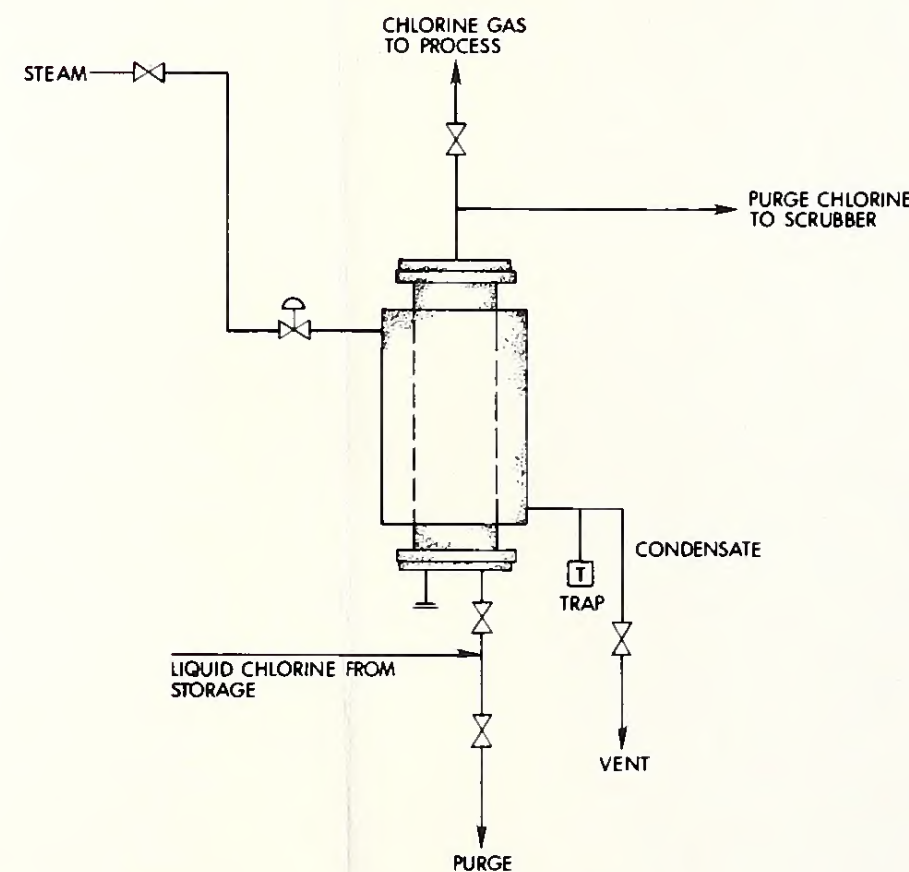 CHLORINE GAS
TO PROCESS
STEAM
PURGE CHLORINE
TO SCRUBBER
CONDENSATE
T
TRAP
LIQUID CHLORINE FROM
STORAGE
VENT
PURGE